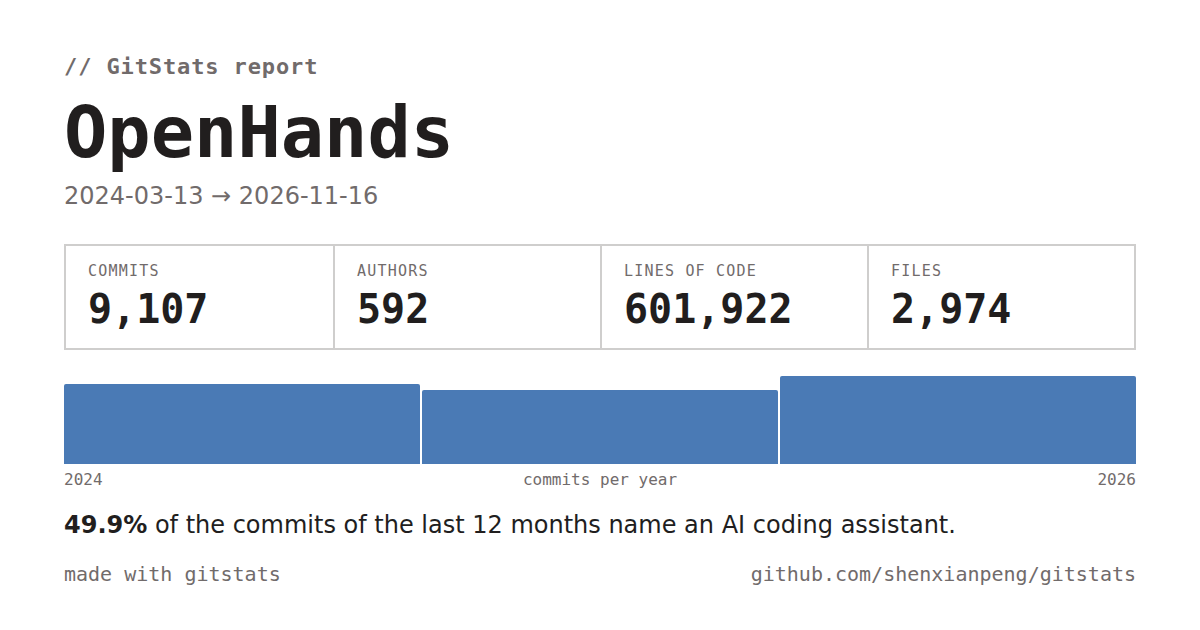 // GitStats report
OpenHands
2024-03-13 → 2026-11-16
COMMITS AUTHORS LINES OF CODE FILES
9,107 592 601,922 2,974
2024 commits per year 2026
49.9% of the commits of the last 12 months name an AI coding assistant.
made with gitstats github.com/shenxianpeng/gitstats